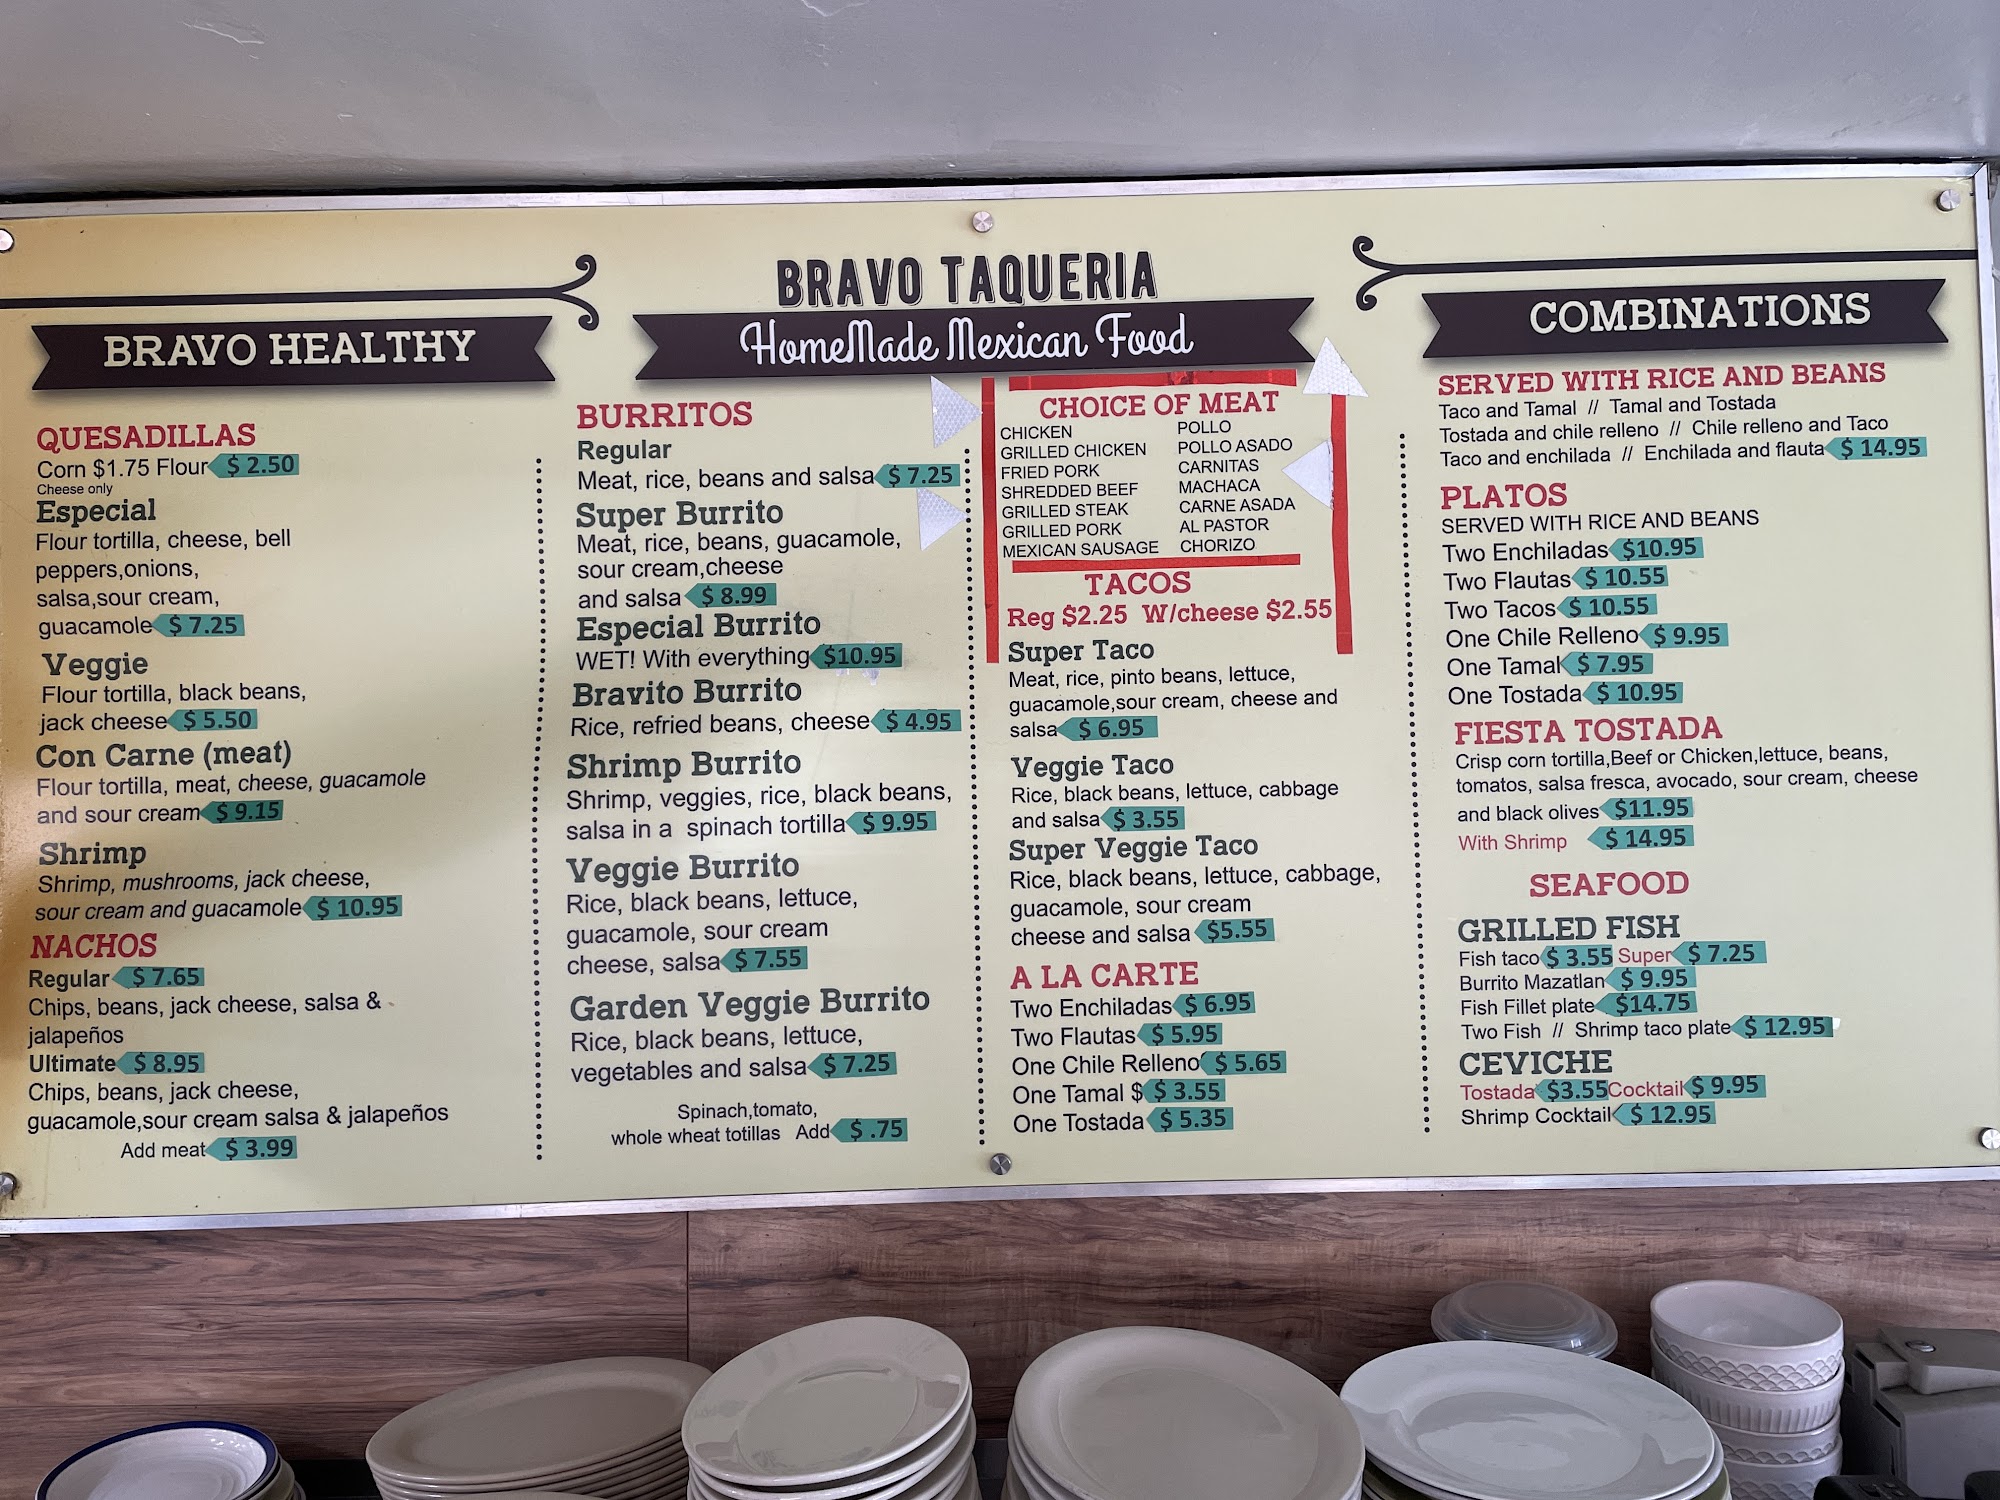 BRAVO TAQUERIA
HomeMade Mexican Food
BRAVO HEALTHY
QUESADILLAS
Corn $1.75 Flour $ 2.50
Cheese only
Especial
Flour tortilla, cheese, bell
peppers,onions,
salsa,sour cream,
guacamole $ 7.25
Veggie
Flour tortilla, black beans,
jack cheese $ 5.50
Con Carne (meat)
Flour tortilla, meat, cheese, guacamole
and sour cream $ 9.15
Shrimp
Shrimp, mushrooms, jack cheese,
sour cream and guacamole $ 10.95
NACHOS
Regular $ 7.65
Chips, beans, jack cheese, salsa &
jalapeños
Ultimate $ 8.95
Chips, beans, jack cheese,
guacamole,sour cream salsa & jalapeños
Add meat $ 3.99
BURRITOS
Regular
Meat, rice, beans and salsa $ 7.25
Super Burrito
Meat, rice, beans, guacamole,
sour cream,cheese
and salsa $ 8.99
Especial Burrito
WET! With everything $10.95
Bravito Burrito
Rice, refried beans, cheese $ 4.95
Shrimp Burrito
Shrimp, veggies, rice, black beans,
salsa in a spinach tortilla $ 9.95
Veggie Burrito
Rice, black beans, lettuce,
guacamole, sour cream
cheese, salsa $ 7.55
Garden Veggie Burrito
Rice, black beans, lettuce,
vegetables and salsa $ 7.25
Spinach,tomato,
whole wheat totillas Add $ .75
CHOICE OF MEAT
CHICKEN POLLO
GRILLED CHICKEN POLLO ASADO
FRIED PORK CARNITAS
SHREDDED BEEF MACHACA
GRILLED STEAK CARNE ASADA
GRILLED PORK AL PASTOR
MEXICAN SAUSAGE CHORIZO
TACOS
Reg $2.25 W/cheese $2.55
Super Taco
Meat, rice, pinto beans, lettuce,
guacamole,sour cream, cheese and
salsa $ 6.95
Veggie Taco
Rice, black beans, lettuce, cabbage
and salsa $ 3.55
Super Veggie Taco
Rice, black beans, lettuce, cabbage,
guacamole, sour cream
cheese and salsa $5.55
A LA CARTE
Two Enchiladas $ 6.95
Two Flautas $ 5.95
One Chile Relleno $ 5.65
One Tamal $ $ 3.55
One Tostada $ 5.35
COMBINATIONS
SERVED WITH RICE AND BEANS
Taco and Tamal // Tamal and Tostada
Tostada and chile relleno // Chile relleno and Taco
Taco and enchilada // Enchilada and flauta $ 14.95
PLATOS
SERVED WITH RICE AND BEANS
Two Enchiladas $10.95
Two Flautas $ 10.55
Two Tacos $ 10.55
One Chile Relleno $ 9.95
One Tamal $ 7.95
One Tostada $ 10.95
FIESTA TOSTADA
Crisp corn tortilla,Beef or Chicken,lettuce, beans,
tomatos, salsa fresca, avocado, sour cream, cheese
and black olives $11.95
With Shrimp $ 14.95
SEAFOOD
GRILLED FISH
Fish taco $ 3.55 Super $ 7.25
Burrito Mazatlan $ 9.95
Fish Fillet plate $14.75
Two Fish // Shrimp taco plate $ 12.95
CEVICHE
Tostada $3.55 Cocktail $ 9.95
Shrimp Cocktail $ 12.95